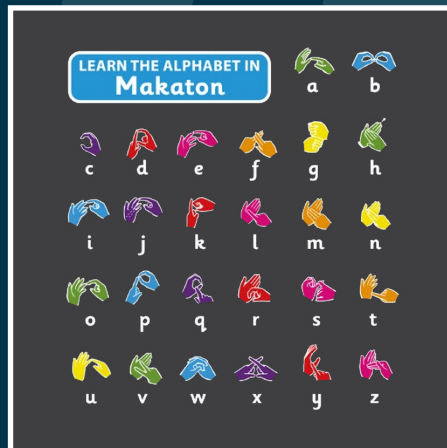 LEARN THE ALPHABET IN
Makaton
a b
c d e f g h
i j k l m n
o p q r s t
u v w x y z